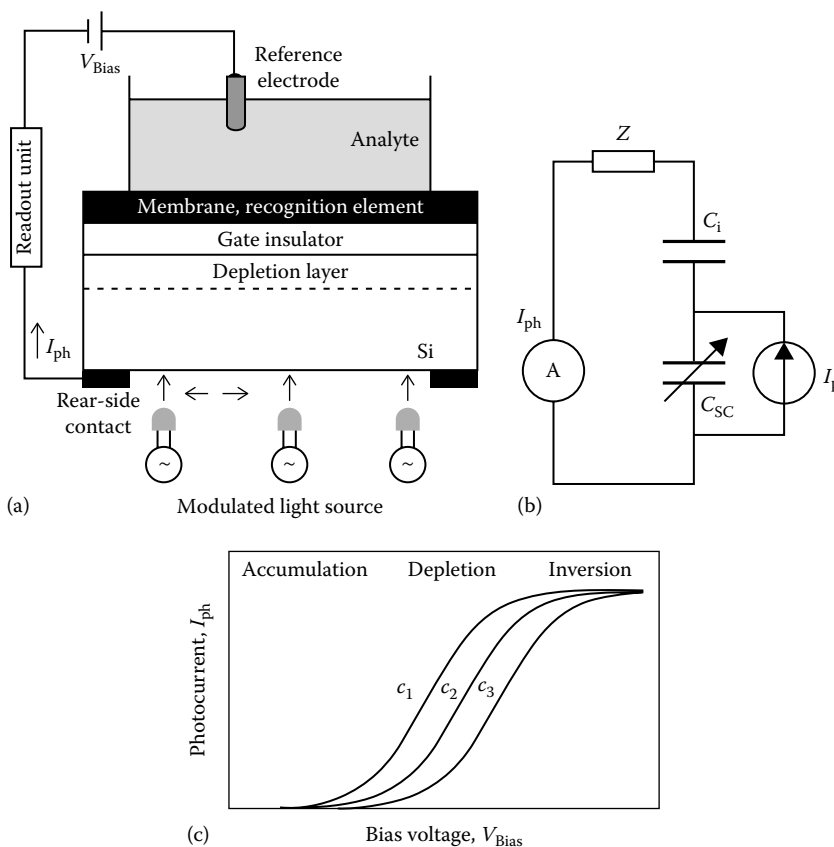 V_Bias
Reference
electrode
Analyte
Readout unit
Membrane, recognition element
Gate insulator
Depletion layer
I_ph
Si
Rear-side
contact
~
~
~
Modulated light source
(a)
Z
C_i
I_ph
A
C_SC
(b)
Accumulation
Depletion
Inversion
Photocurrent, I_ph
c_1
c_2
c_3
Bias voltage, V_Bias
(c)